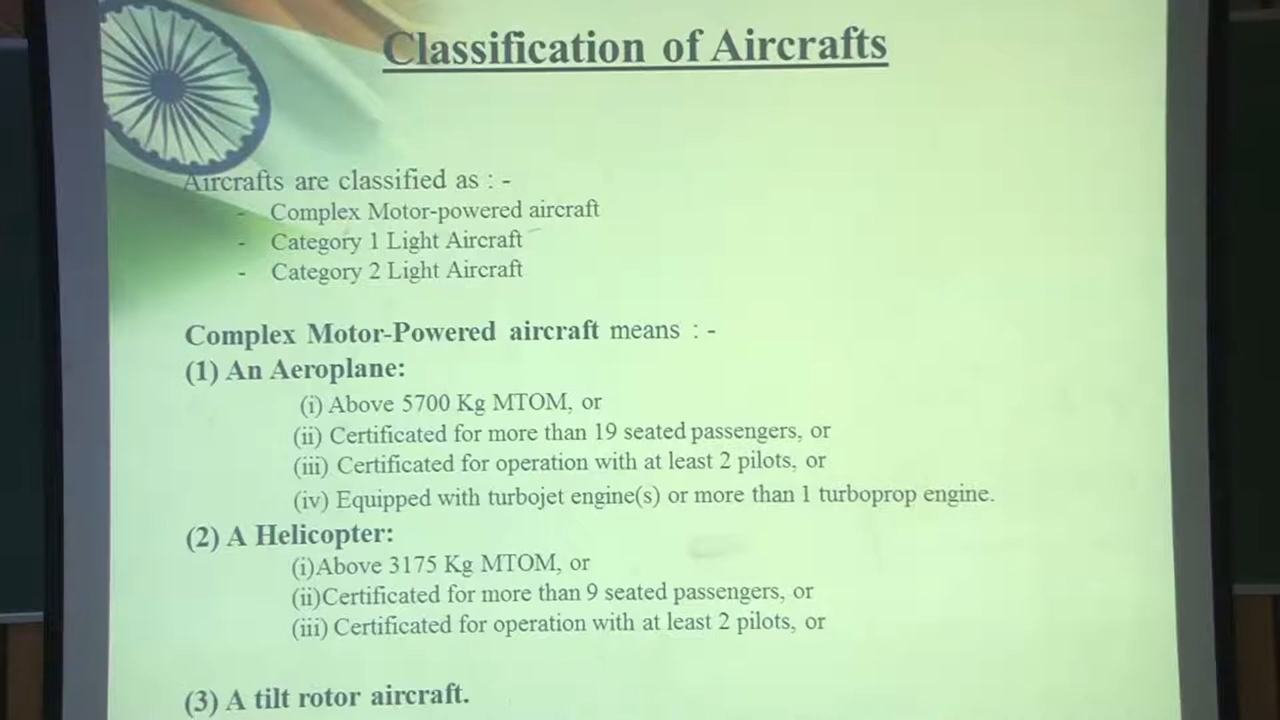 Classification of Aircrafts
Aircrafts are classified as : -
- Complex Motor-powered aircraft
- Category 1 Light Aircraft
- Category 2 Light Aircraft
Complex Motor-Powered aircraft means : -
(1) An Aeroplane:
(i) Above 5700 Kg MTOM, or
(ii) Certificated for more than 19 seated passengers, or
(iii) Certificated for operation with at least 2 pilots, or
(iv) Equipped with turbojet engine(s) or more than 1 turboprop engine.
(2) A Helicopter:
(i)Above 3175 Kg MTOM, or
(ii)Certificated for more than 9 seated passengers, or
(iii) Certificated for operation with at least 2 pilots, or
(3) A tilt rotor aircraft.